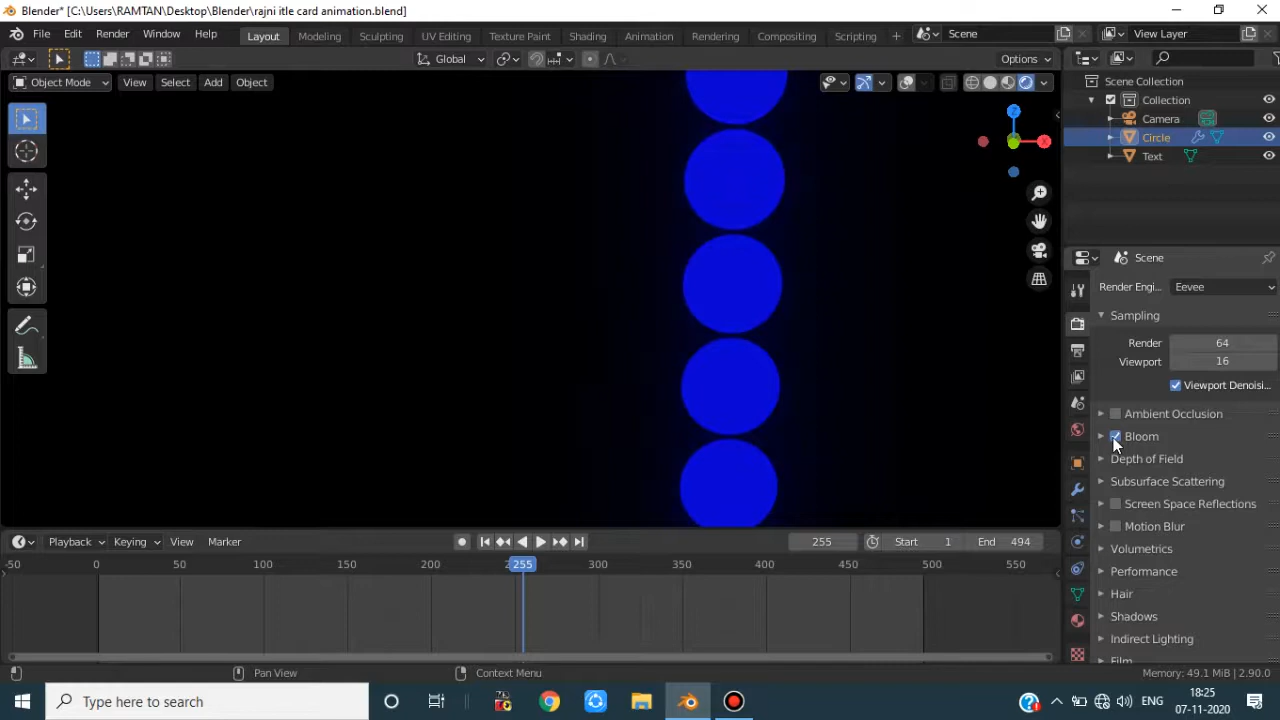 Blender* [C:\Users\RAMTAN\Desktop\Blender\rajni itle card animation.blend]
File Edit Render Window Help Layout Modeling Sculpting UV Editing Texture Paint Shading Animation Rendering Compositing Scripting + Scene View Layer
Global Options
Object Mode View Select Add Object
Scene Collection
Collection
Camera
Circle
Text
Z
X
Scene
Render Engi... Eevee
Sampling
Render 64
Viewport 16
Viewport Denoisi...
Ambient Occlusion
Bloom
Depth of Field
Subsurface Scattering
Screen Space Reflections
Motion Blur
Volumetrics
Performance
Hair
Shadows
Indirect Lighting
Film
Playback Keying View Marker 255 Start 1 End 494
-50 0 50 100 150 200 255 300 350 400 450 500 550
Pan View Context Menu Memory: 49.1 MiB | 2.90.0
Type here to search
ENG
18:25
07-11-2020